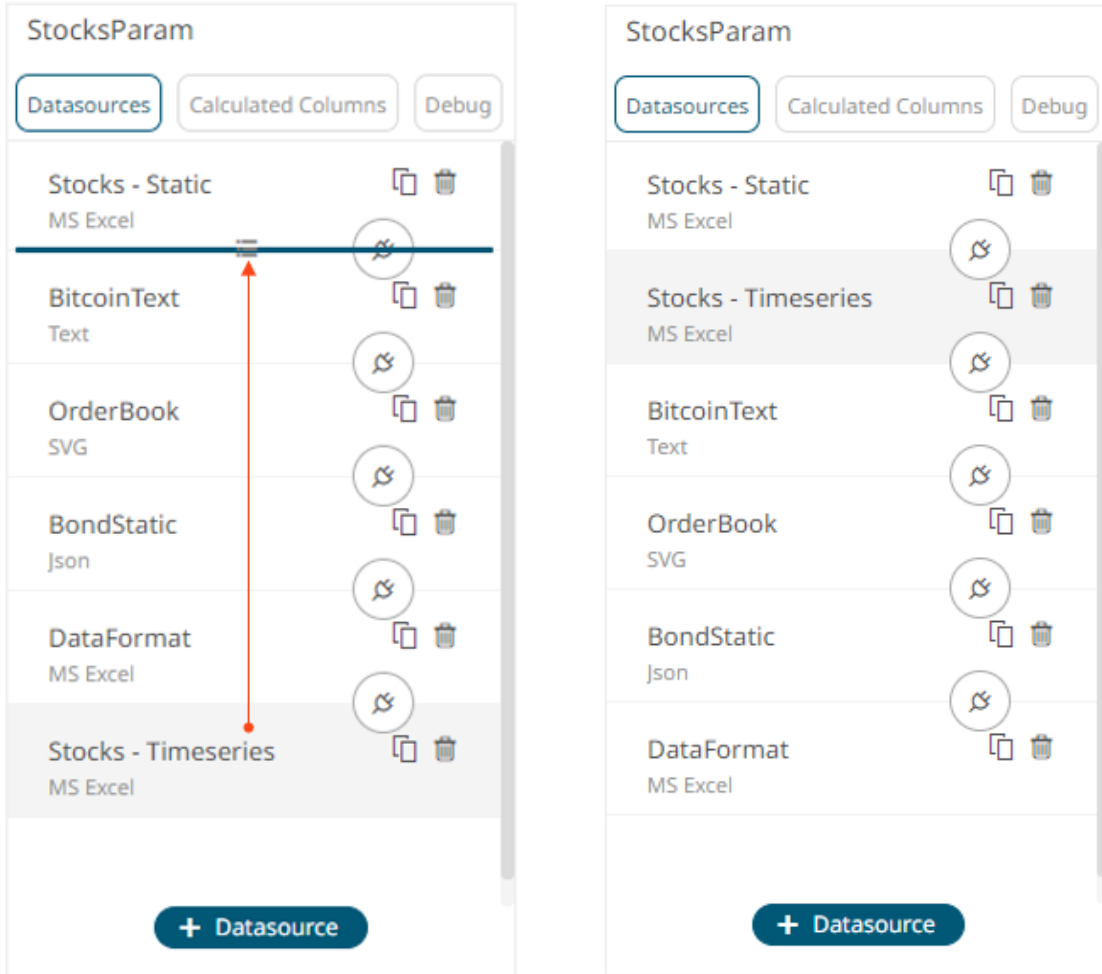 StocksParam
Datasources
Calculated Columns
Debug
Stocks - Static
MS Excel
BitcoinText
Text
OrderBook
SVG
BondStatic
Json
DataFormat
MS Excel
Stocks - Timeseries
MS Excel
+ Datasource
StocksParam
Datasources
Calculated Columns
Debug
Stocks - Static
MS Excel
Stocks - Timeseries
MS Excel
BitcoinText
Text
OrderBook
SVG
BondStatic
Json
DataFormat
MS Excel
+ Datasource